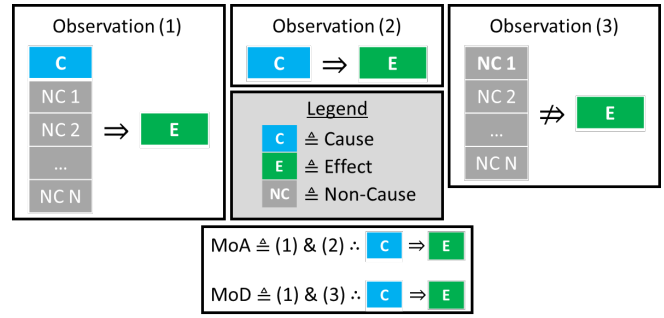 Observation (1)
C
NC 1
NC 2
...
NC N
⇒ E
Observation (2)
C ⇒ E
Legend
C ≜ Cause
E ≜ Effect
NC ≜ Non-Cause
Observation (3)
NC 1
NC 2
...
NC N
⇏ E
MoA ≜ (1) & (2) ∴ C ⇒ E
MoD ≜ (1) & (3) ∴ C ⇒ E